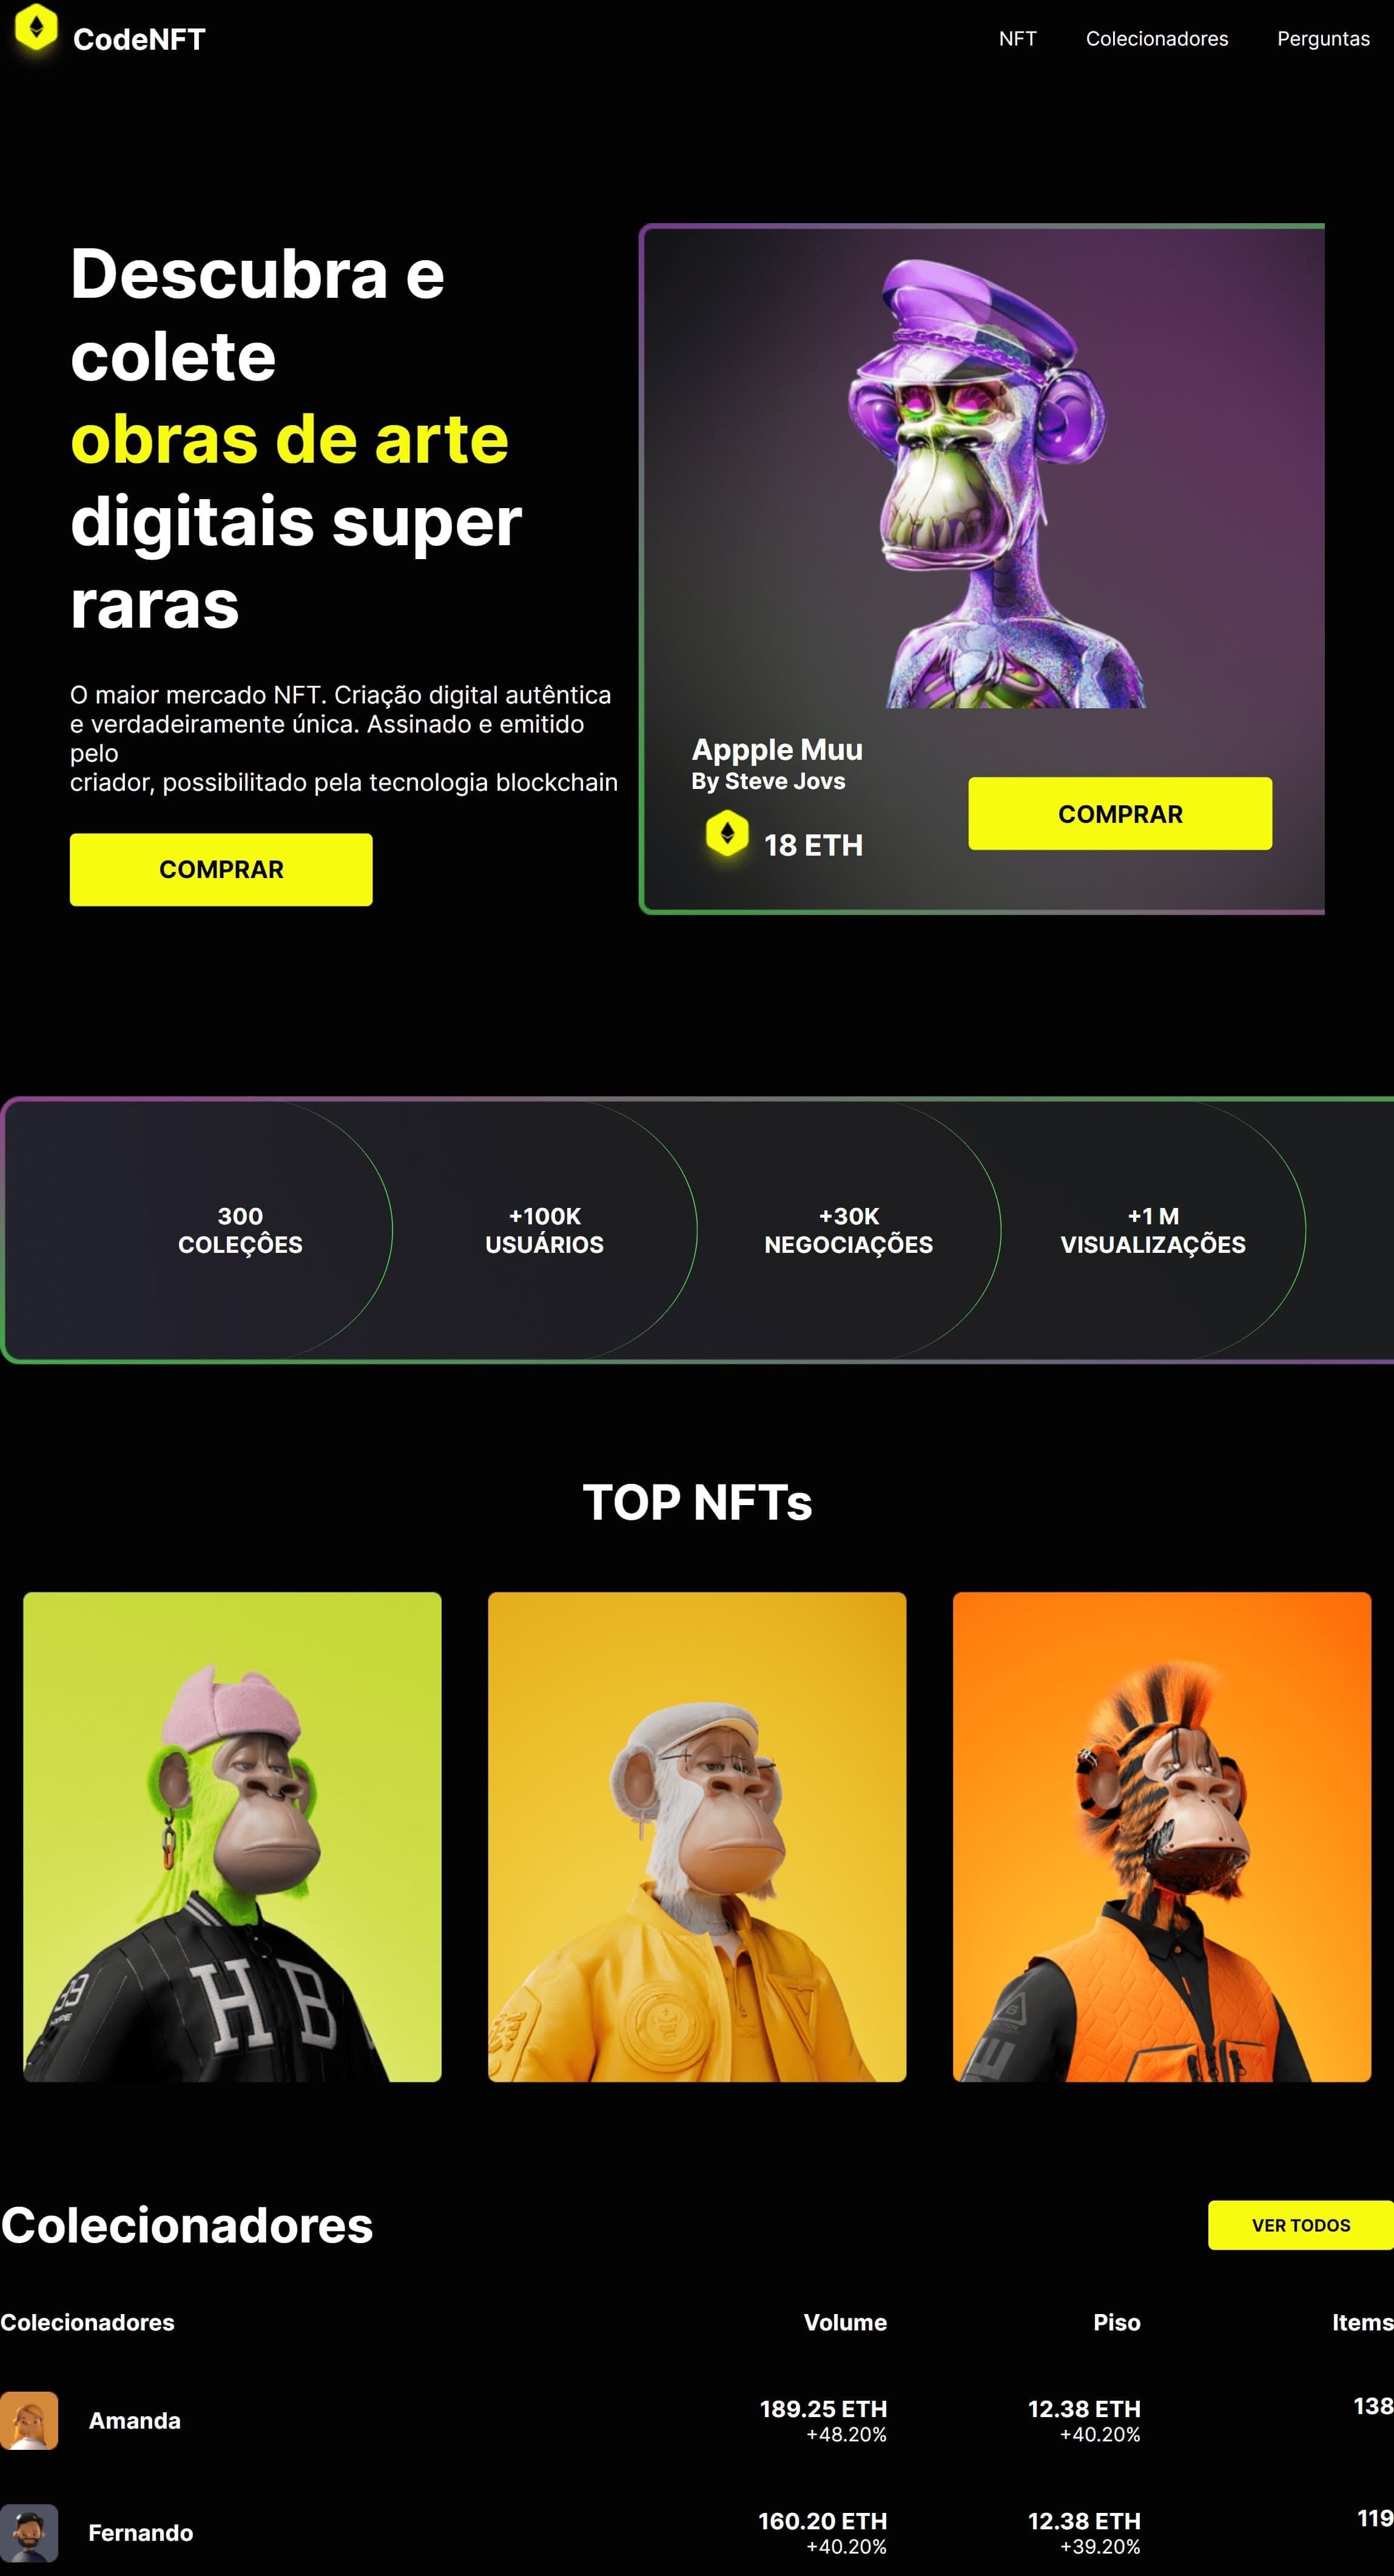 CodeNFT
NFT
Colecionadores
Perguntas
Descubra e
colete
obras de arte
digitais super
raras
O maior mercado NFT. Criação digital autêntica
e verdadeiramente única. Assinado e emitido
pelo
criador, possibilitado pela tecnologia blockchain
COMPRAR
Appple Muu
By Steve Jovs
18 ETH
COMPRAR
300
COLEÇÔES
+100K
USUÁRIOS
+30K
NEGOCIAÇÕES
+1 M
VISUALIZAÇÕES
TOP NFTs
H B
Colecionadores
VER TODOS
Colecionadores Volume Piso Items
Amanda 189.25 ETH 12.38 ETH 138
+48.20% +40.20%
Fernando 160.20 ETH 12.38 ETH 119
+40.20% +39.20%